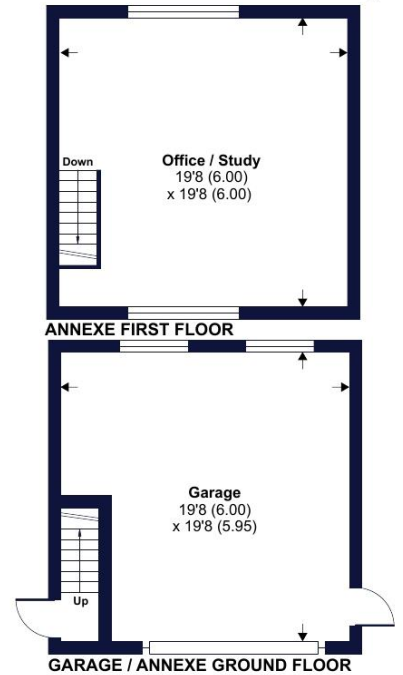 Down
Office / Study
19'8 (6.00)
x 19'8 (6.00)
ANNEXE FIRST FLOOR
Garage
19'8 (6.00)
x 19'8 (5.95)
Up
GARAGE / ANNEXE GROUND FLOOR